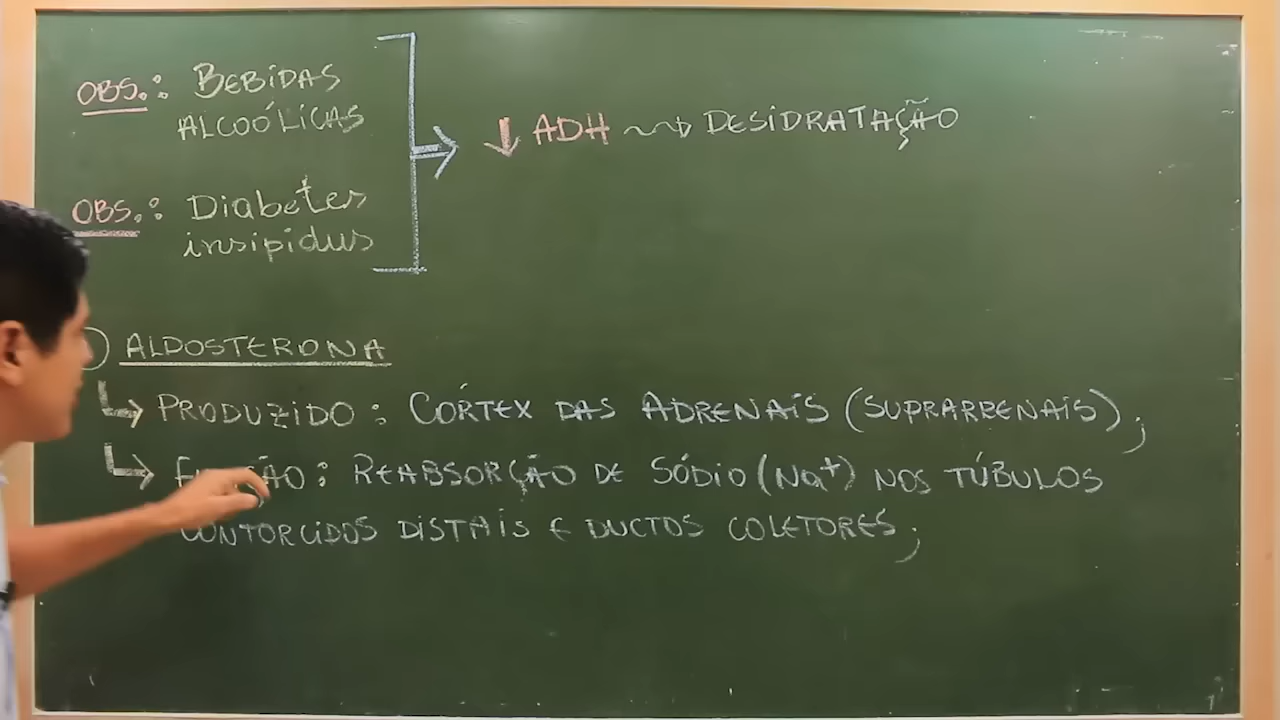 OBS.: BEBIDAS
ALCOÓLICAS
↓ ADH ⇝ DESIDRATAÇÃO
OBS.: Diabetes
insipidus
ALDOSTERONA
↳ PRODUZIDO: CÓRTEX DAS ADRENAIS (SUPRARRENAIS);
↳ : REABSORÇÃO DE SÓDIO (Na+) NOS TÚBULOS
CONTORCIDOS DISTAIS E DUCTOS COLETORES;